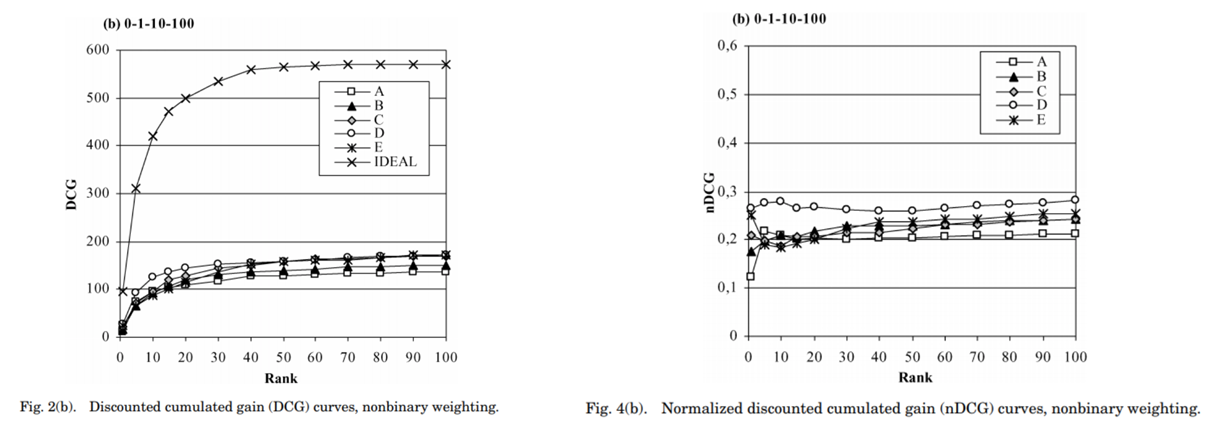 (b) 0-1-10-100
600
500
400
300
200
100
0
DCG
A
B
C
D
E
IDEAL
0 10 20 30 40 50 60 70 80 90 100
Rank
Fig. 2(b). Discounted cumulated gain (DCG) curves, nonbinary weighting.
(b) 0-1-10-100
0,6
0,5
0,4
0,3
0,2
0,1
0
nDCG
A
B
C
D
E
0 10 20 30 40 50 60 70 80 90 100
Rank
Fig. 4(b). Normalized discounted cumulated gain (nDCG) curves, nonbinary weighting.